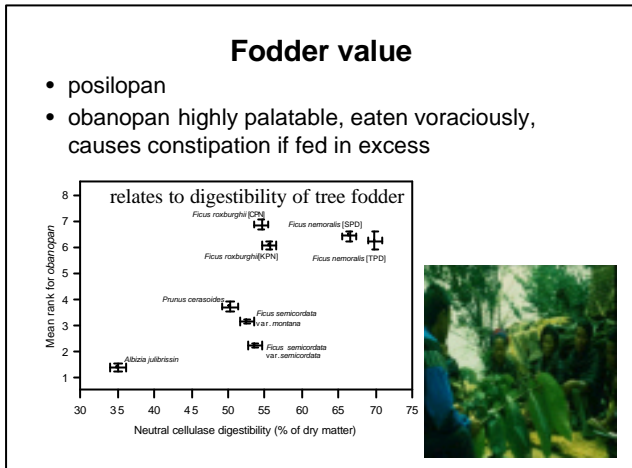 Fodder value
• posilopan
• obanopan highly palatable, eaten voraciously,
causes constipation if fed in excess
relates to digestibility of tree fodder
Mean rank for obanopan
8
7
6
5
4
3
2
1
Ficus roxburghii [CPN]
Ficus nemoralis [SPD]
Ficus roxburghii [KPN]
Ficus nemoralis [TPD]
Prunus cerasoides
Ficus semicordata
var. montana
Ficus semicordata
var. semicordata
Albizia julibrissin
30 35 40 45 50 55 60 65 70 75
Neutral cellulase digestibility (% of dry matter)